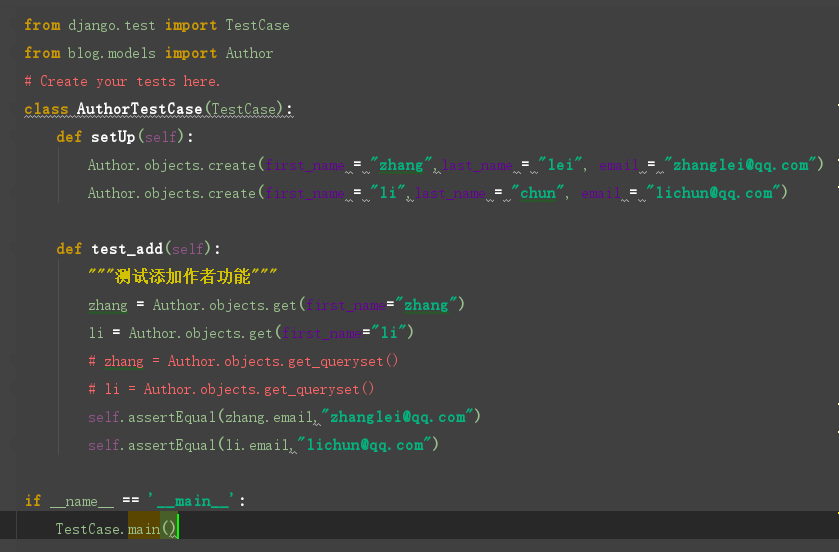 from django.test import TestCase
from blog.models import Author
# Create your tests here.
class AuthorTestCase(TestCase):
    def setUp(self):
        Author.objects.create(first_name = "zhang",last_name = "lei", email = "zhanglei@qq.com")
        Author.objects.create(first_name = "li",last_name = "chun", email = "lichun@qq.com")
    def test_add(self):
        """测试添加作者功能"""
        zhang = Author.objects.get(first_name="zhang")
        li = Author.objects.get(first_name="li")
        # zhang = Author.objects.get_queryset()
        # li = Author.objects.get_queryset()
        self.assertEqual(zhang.email,"zhanglei@qq.com")
        self.assertEqual(li.email,"lichun@qq.com")
if __name__ == '__main__':
    TestCase.main()